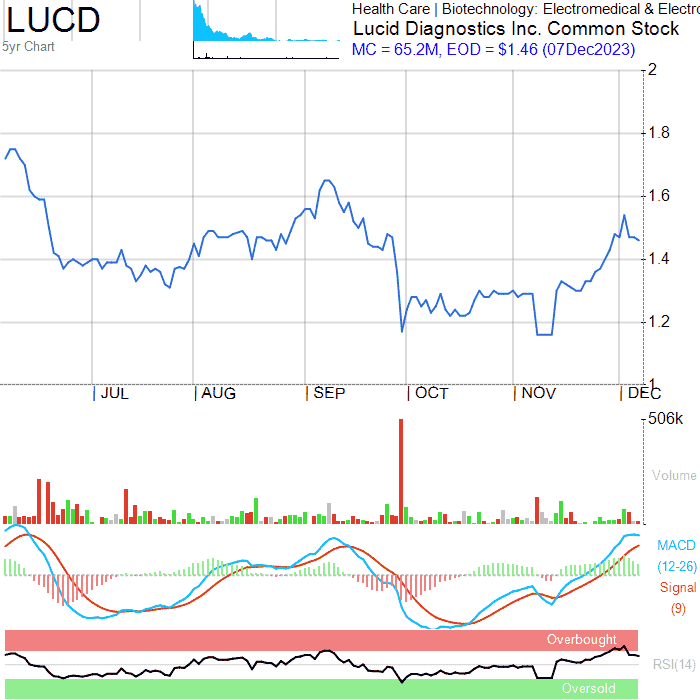 LUCD
5yr Chart
Health Care | Biotechnology: Electromedical & Electro
Lucid Diagnostics Inc. Common Stock
MC = 65.2M, EOD = $1.46 (07Dec2023)
2
1.8
1.6
1.4
1.2
1
JUL AUG SEP OCT NOV DEC
506k
Volume
MACD
(12-26)
Signal
(9)
Overbought
RSI(14)
Oversold